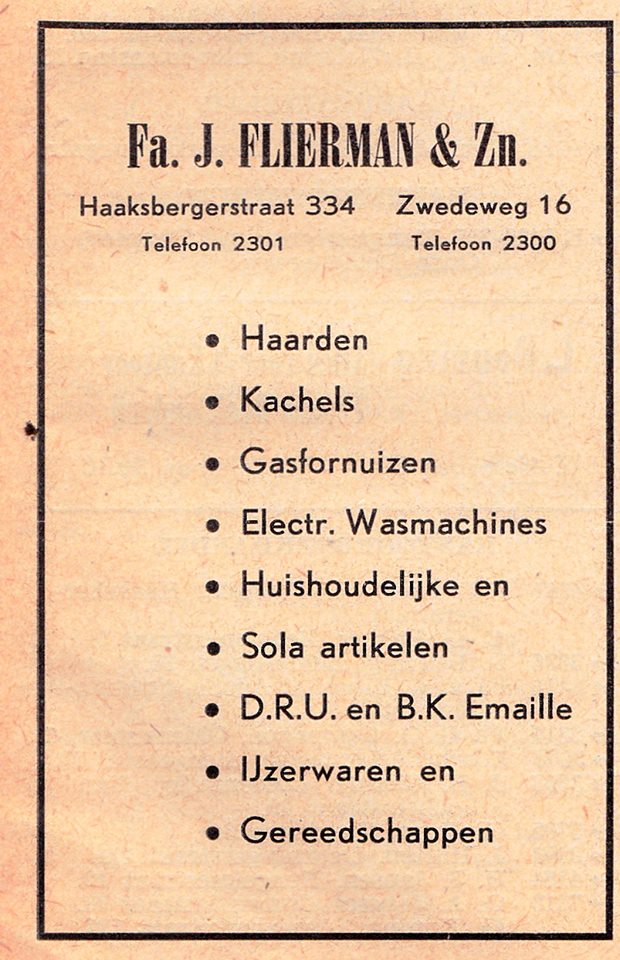 Fa. J. FLIERMAN & Zn.
Haaksbergerstraat 334 Zwedeweg 16
Telefoon 2301 Telefoon 2300
• Haarden
• Kachels
• Gasfornuizen
• Electr. Wasmachines
• Huishoudelijke en
• Sola artikelen
• D.R.U. en B.K. Emaille
• IJzerwaren en
• Gereedschappen